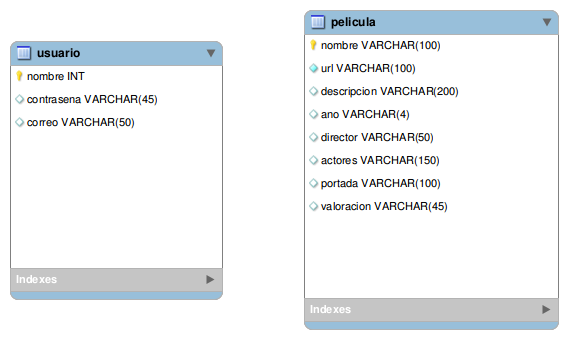 usuario
nombre INT
contrasena VARCHAR(45)
correo VARCHAR(50)
Indexes
pelicula
nombre VARCHAR(100)
url VARCHAR(100)
descripcion VARCHAR(200)
ano VARCHAR(4)
director VARCHAR(50)
actores VARCHAR(150)
portada VARCHAR(100)
valoracion VARCHAR(45)
Indexes